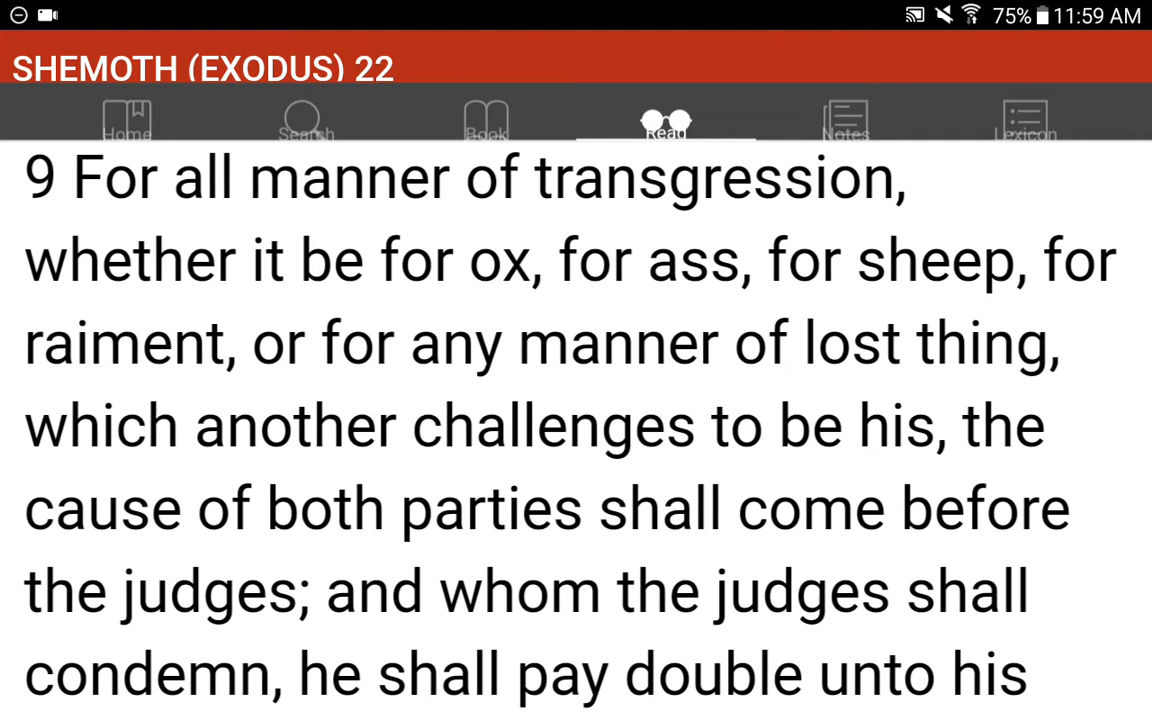 75% 11:59 AM
SHEMOTH (EXODUS) 22
Home Search Book Read Notes Lexicon
9 For all manner of transgression,
whether it be for ox, for ass, for sheep, for
raiment, or for any manner of lost thing,
which another challenges to be his, the
cause of both parties shall come before
the judges; and whom the judges shall
condemn, he shall pay double unto his